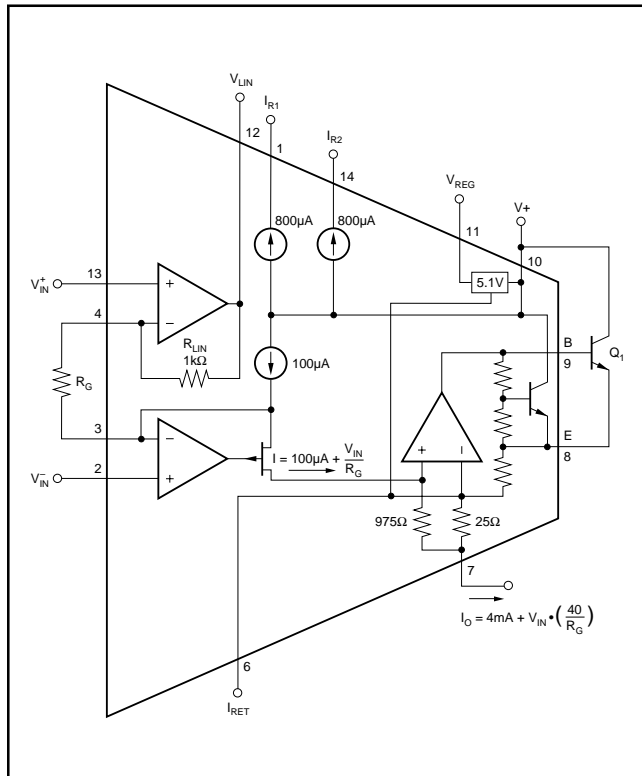 V_LIN
I_R1
12
1
I_R2
14
V_REG
V+
800µA
800µA
11
10
5.1V
V_IN^+
13
+
4
–
R_LIN
1kΩ
100µA
B
Q_1
9
R_G
3
–
I = 100µA + V_IN/R_G
+
–
E
8
V_IN^–
2
+
975Ω
25Ω
7
I_O = 4mA + V_IN • (40/R_G)
6
I_RET